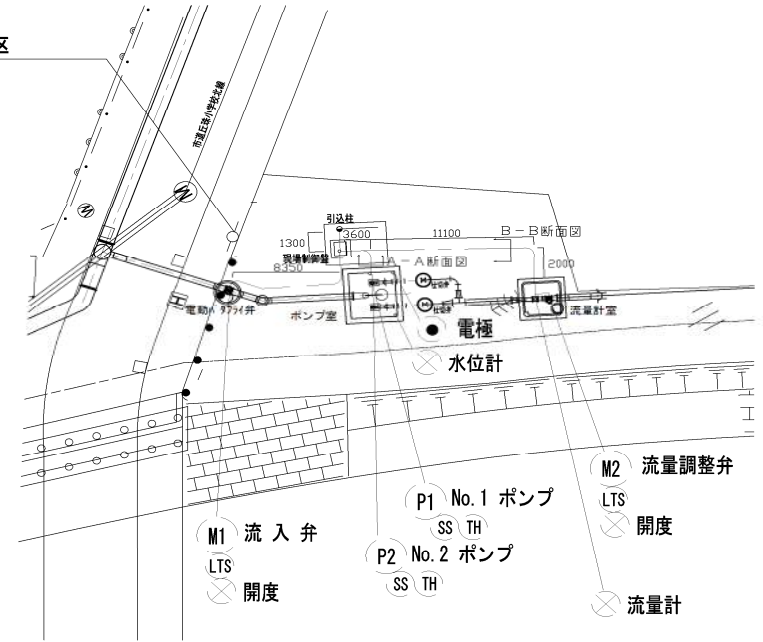 区
市道丘珠小学校北線
M
M
引込柱
3600
11100
B－B断面図
1300
現場制御盤
A－A断面図
8350
2000
電動バタフライ弁
ポンプ室
流量計室
電極
水位計
M2 流量調整弁
LTS
開度
P1 No.1 ポンプ
SS TH
M1 流入弁
LTS
開度
P2 No.2 ポンプ
SS TH
流量計